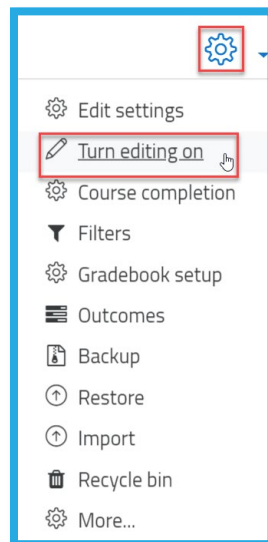 Edit settings
Turn editing on
Course completion
Filters
Gradebook setup
Outcomes
Backup
Restore
Import
Recycle bin
More...